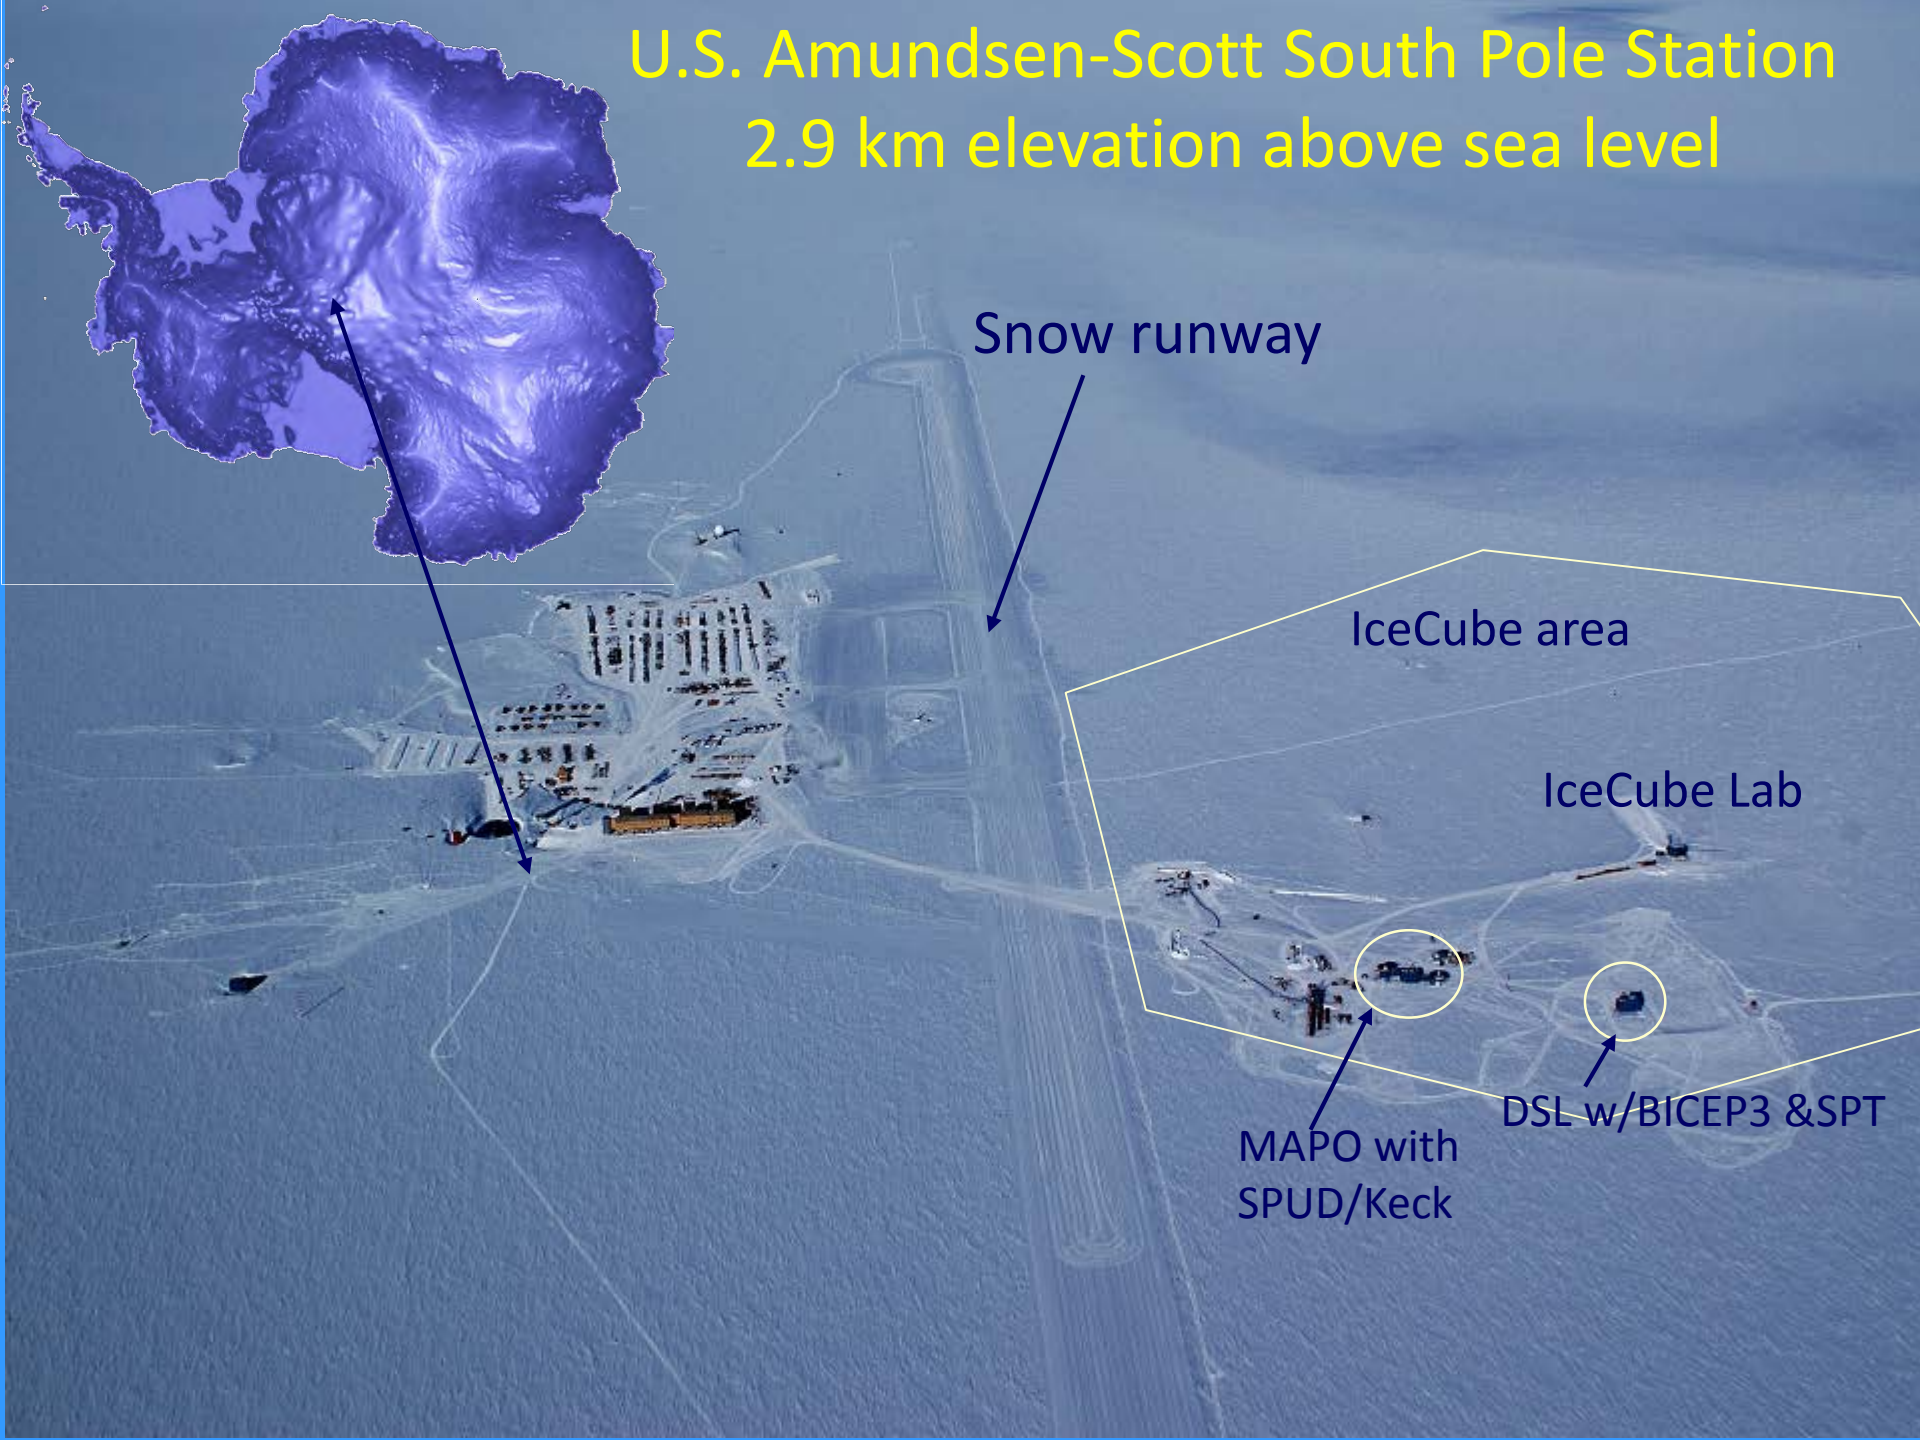 U.S. Amundsen-Scott South Pole Station
2.9 km elevation above sea level
Snow runway
IceCube area
IceCube Lab
DSL w/BICEP3 &SPT
MAPO with
SPUD/Keck